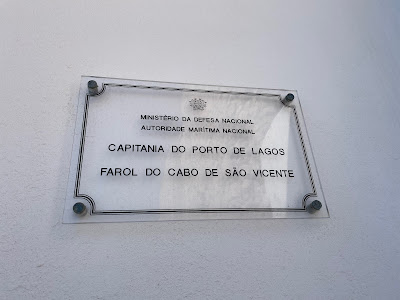 MINISTÉRIO DA DEFESA NACIONAL
AUTORIDADE MARÍTIMA NACIONAL
CAPITANIA DO PORTO DE LAGOS
FAROL DO CABO DE SÃO VICENTE